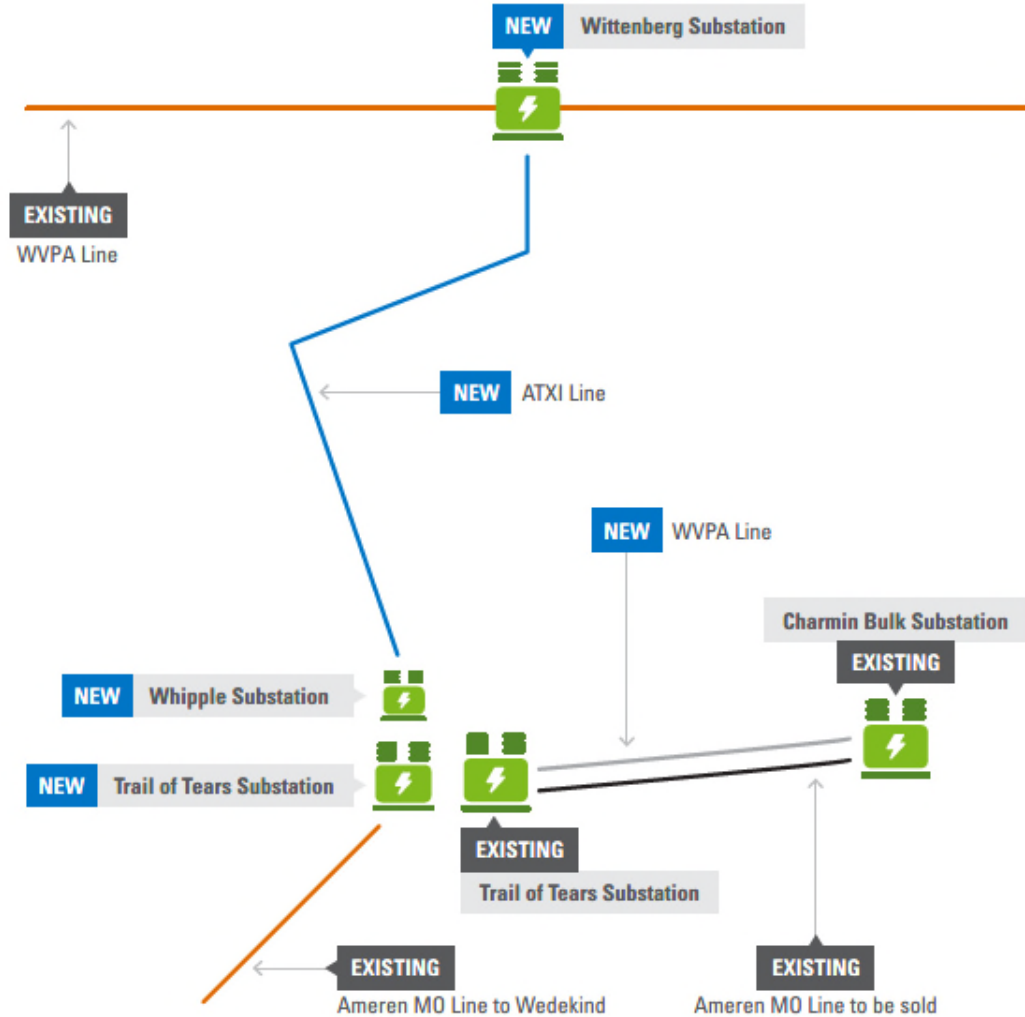 NEW Wittenberg Substation
EXISTING
WVPA Line
NEW ATXI Line
NEW WVPA Line
Charmin Bulk Substation
EXISTING
NEW Whipple Substation
NEW Trail of Tears Substation
EXISTING
Trail of Tears Substation
EXISTING
Ameren MO Line to Wedekind
EXISTING
Ameren MO Line to be sold